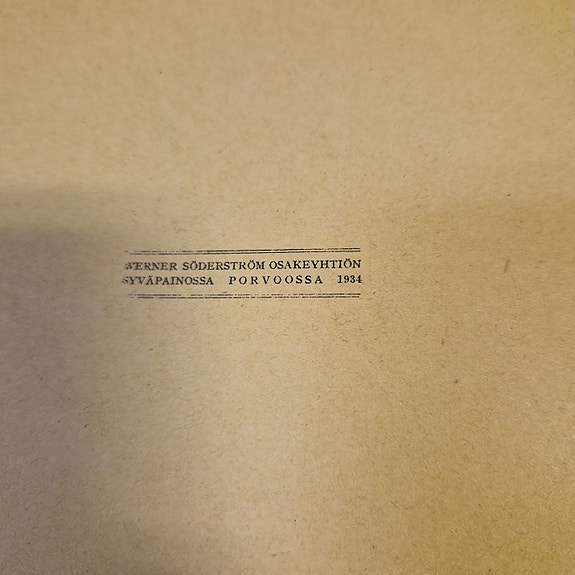 WERNER SÖDERSTRÖM OSAKEYHTIÖN
SYVÄPAINOSSA PORVOOSSA 1934